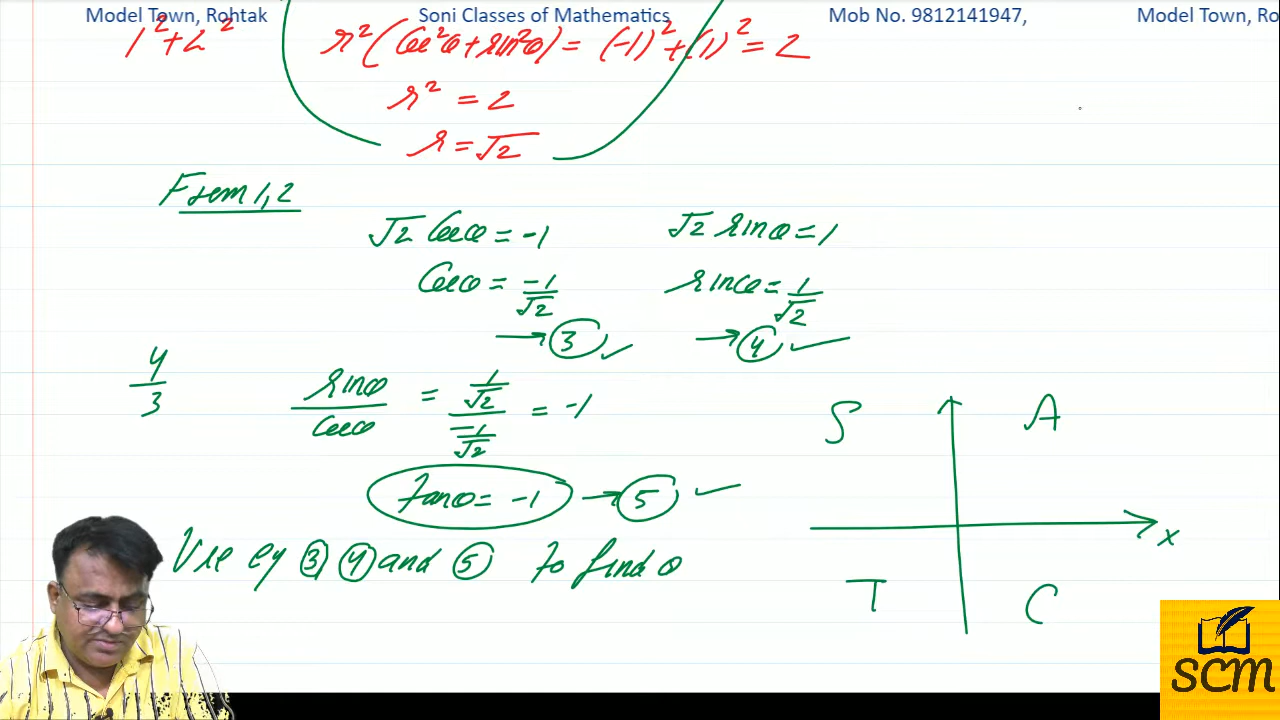 Model Town, Rohtak Soni Classes of Mathematics Mob No. 9812141947, Model Town, Ro
1²+2² r²(Cos²θ+sin²θ) = (-1)²+(1)² = 2
r² = 2
r = √2
From 1,2
√2 Cosθ = -1 √2 sinθ = 1
Cosθ = -1/√2 sinθ = 1/√2
→ ③ ✓ → ④ ✓
4/3 sinθ/Cosθ = (1/√2)/(-1/√2) = -1
S A
tanθ = -1 → ⑤ ✓
x
Use eq ③ ④ and ⑤ to find θ
T C
SCM